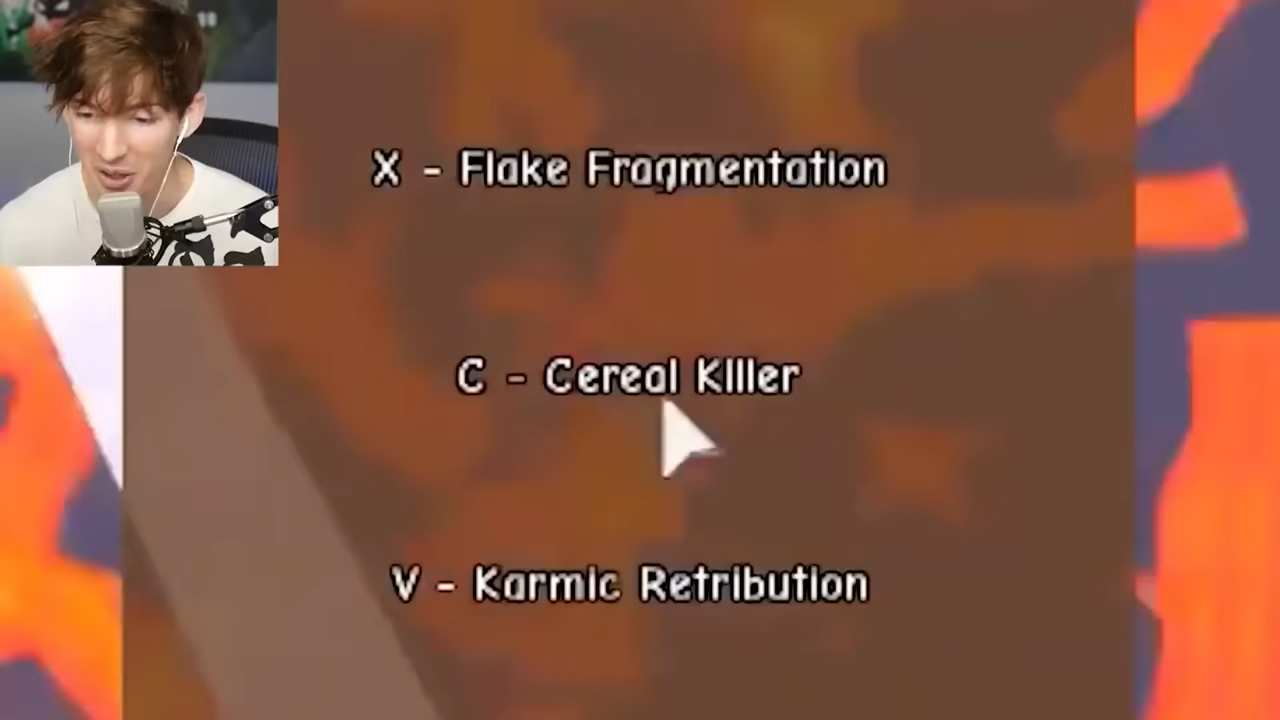 X - Flake Fragmentation
C - Cereal Killer
V - Karmic Retribution